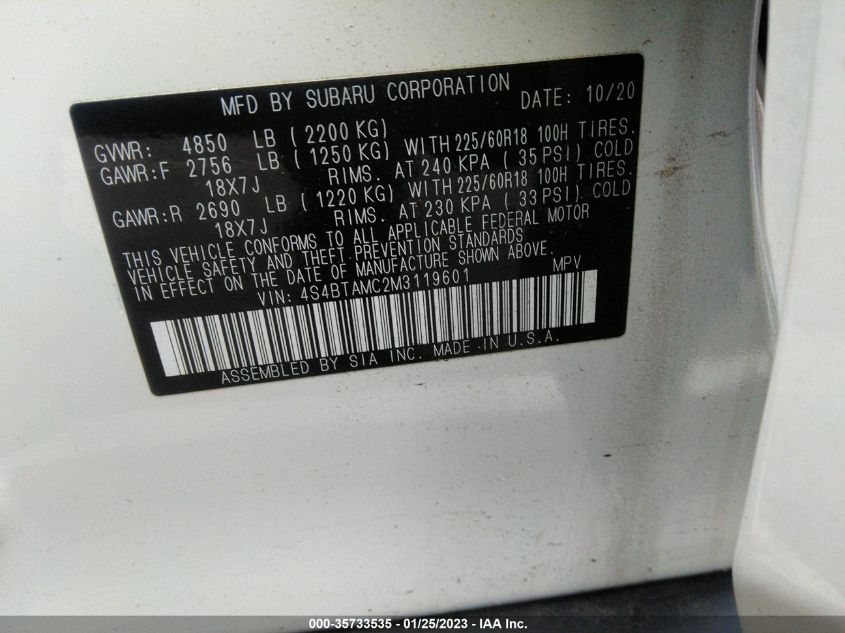 MFD BY SUBARU CORPORATION DATE: 10/20
GVWR: 4850 LB (2200 KG)
GAWR:F 2756 LB (1250 KG) WITH 225/60R18 100H TIRES.
18X7J RIMS. AT 240 KPA (35 PSI) COLD
GAWR:R 2690 LB (1220 KG) WITH 225/60R18 100H TIRES.
18X7J RIMS. AT 230 KPA (33 PSI) COLD
THIS VEHICLE CONFORMS TO ALL APPLICABLE FEDERAL MOTOR
VEHICLE SAFETY AND THEFT PREVENTION STANDARDS
IN EFFECT ON THE DATE OF MANUFACTURE SHOWN ABOVE.
VIN: 4S4BTAMC2M3119601 MPV
ASSEMBLED BY SIA INC. MADE IN U.S.A.
000-35733535 - 01/25/2023 - IAA Inc.